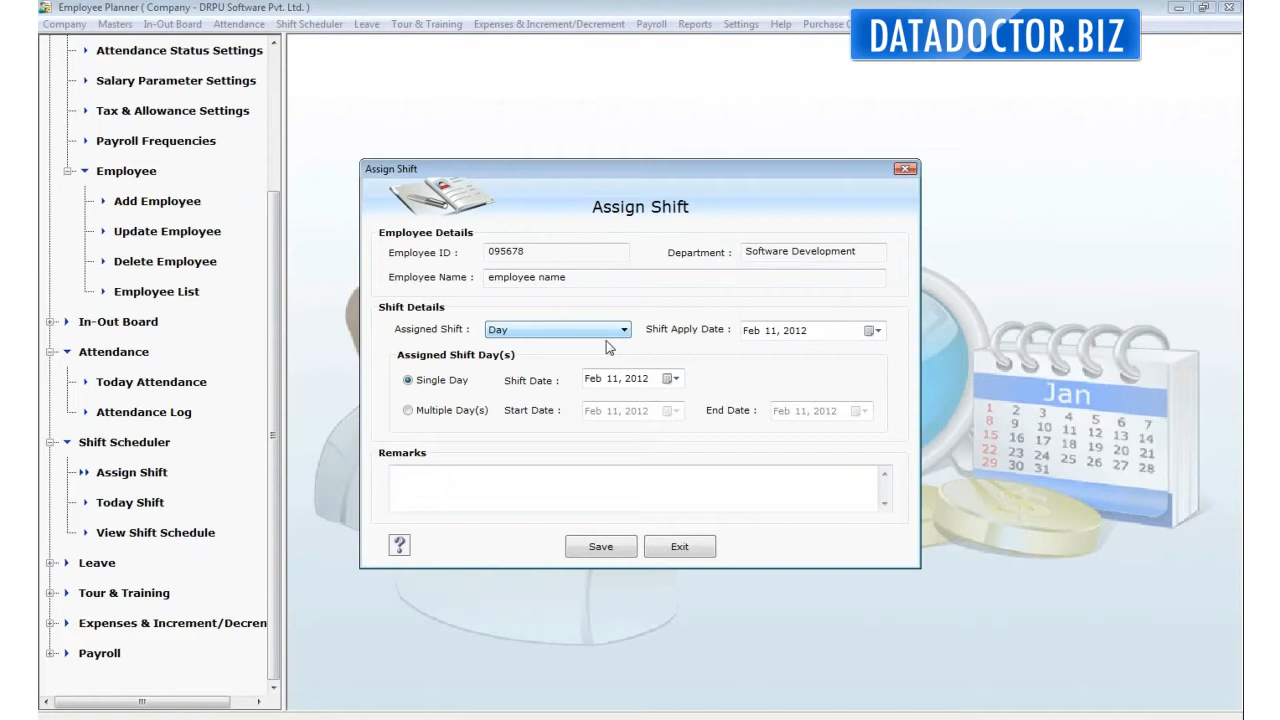 Employee Planner ( Company - DRPU Software Pvt. Ltd. )
Company Masters In-Out Board Attendance Shift Scheduler Leave Tour & Training Expenses & Increment/Decrement Payroll Reports Settings Help Purchase
DATADOCTOR.BIZ
Attendance Status Settings
Salary Parameter Settings
Tax & Allowance Settings
Payroll Frequencies
Employee
Add Employee
Update Employee
Delete Employee
Employee List
In-Out Board
Attendance
Today Attendance
Attendance Log
Shift Scheduler
Assign Shift
Today Shift
View Shift Schedule
Leave
Tour & Training
Expenses & Increment/Decren
Payroll
Assign Shift
Assign Shift
Employee Details
Employee ID : 095678 Department : Software Development
Employee Name : employee name
Shift Details
Assigned Shift : Day Shift Apply Date : Feb 11, 2012
Assigned Shift Day(s)
Single Day Shift Date : Feb 11, 2012
Multiple Day(s) Start Date : Feb 11, 2012 End Date : Feb 11, 2012
Remarks
? Save Exit
Jan
1 2 3 4 5 6 7
8 9 10 11 12 13 14
15 16 17 18 19 20 21
22 23 24 25 26 27 28
29 30 31